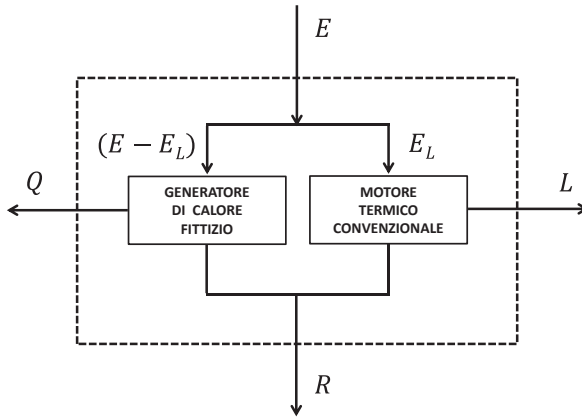 E
(E − E_L)
E_L
Q
GENERATORE
DI CALORE
FITTIZIO
MOTORE
TERMICO
CONVENZIONALE
L
R